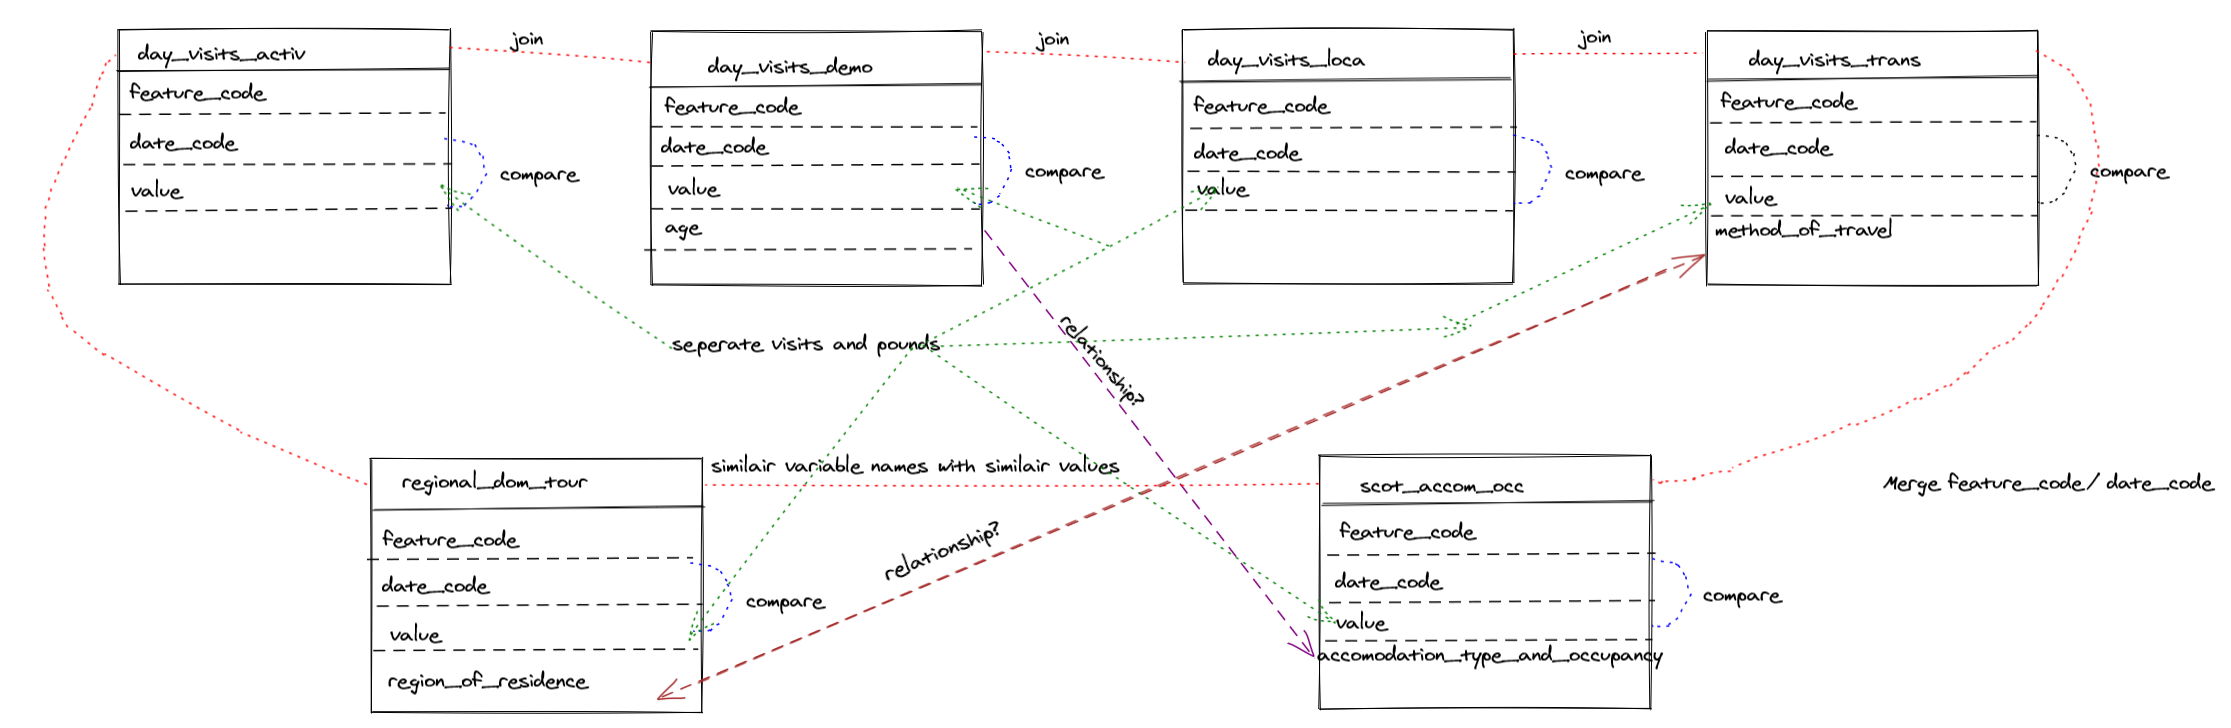 day_visits_activ
feature_code
date_code
value
compare
join
day_visits_demo
feature_code
date_code
value
age
compare
join
day_visits_loca
feature_code
date_code
value
compare
join
day_visits_trans
feature_code
date_code
value
method_of_travel
compare
seperate visits and pounds
relationship?
regional_dom_tour
feature_code
date_code
value
region_of_residence
compare
similair variable names with similair values
relationship?
scot_accom_occ
feature_code
date_code
value
accomodation_type_and_occupancy
compare
Merge feature_code/ date_code